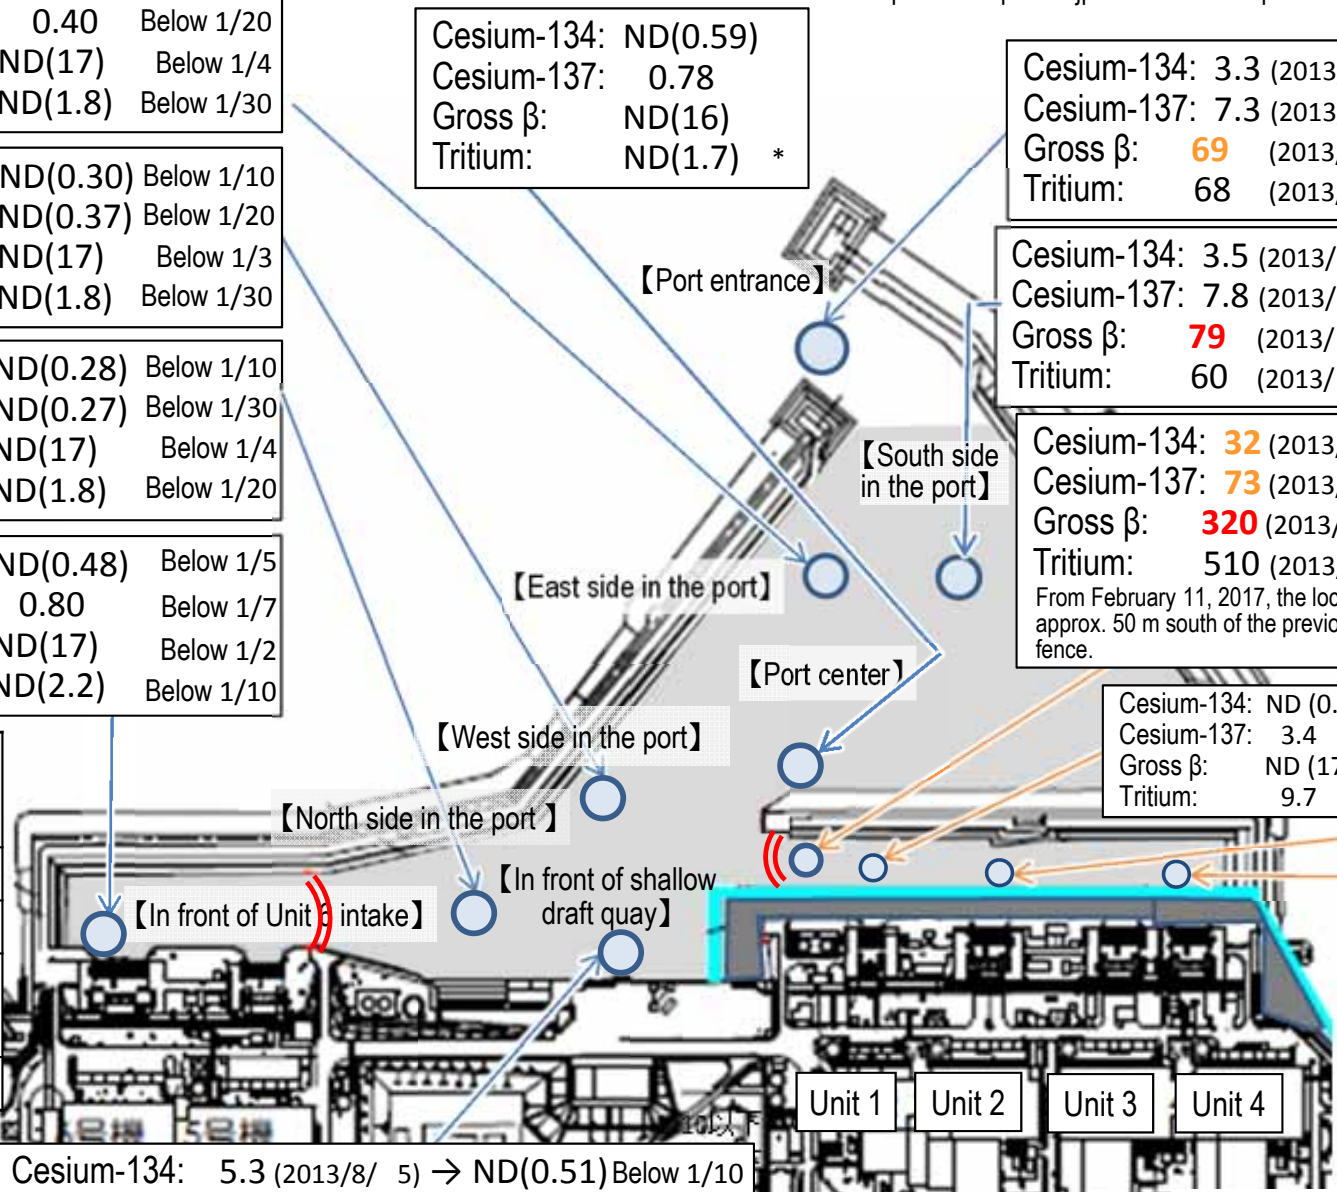 0.40 Below 1/20
ND(17) Below 1/4
ND(1.8) Below 1/30
ND(0.30) Below 1/10
ND(0.37) Below 1/20
ND(17) Below 1/3
ND(1.8) Below 1/30
ND(0.28) Below 1/10
ND(0.27) Below 1/30
ND(17) Below 1/4
ND(1.8) Below 1/20
ND(0.48) Below 1/5
0.80 Below 1/7
ND(17) Below 1/2
ND(2.2) Below 1/10
Cesium-134: ND(0.59)
Cesium-137: 0.78
Gross β: ND(16)
Tritium: ND(1.7) *
Cesium-134: 3.3 (2013
Cesium-137: 7.3 (2013
Gross β: 69 (2013/
Tritium: 68 (2013/
Cesium-134: 3.5 (2013/
Cesium-137: 7.8 (2013/
Gross β: 79 (2013/
Tritium: 60 (2013/
Cesium-134: 32 (2013/
Cesium-137: 73 (2013/
Gross β: 320 (2013/
Tritium: 510 (2013/
From February 11, 2017, the
approx. 50 m south of the
fence.
Cesium-134: ND (0.
Cesium-137: 3.4
Gross β: ND (17
Tritium: 9.7
【Port entrance】
【South side
in the port】
【East side in the port】
【Port center】
【West side in the port】
【North side in the port】
【In front of shallow
draft quay】
【In front of Unit 6 intake】
Unit 1 Unit 2 Unit 3 Unit 4
5号機
Cesium-134: 5.3 (2013/8/ 5) → ND(0.51) Below 1/10